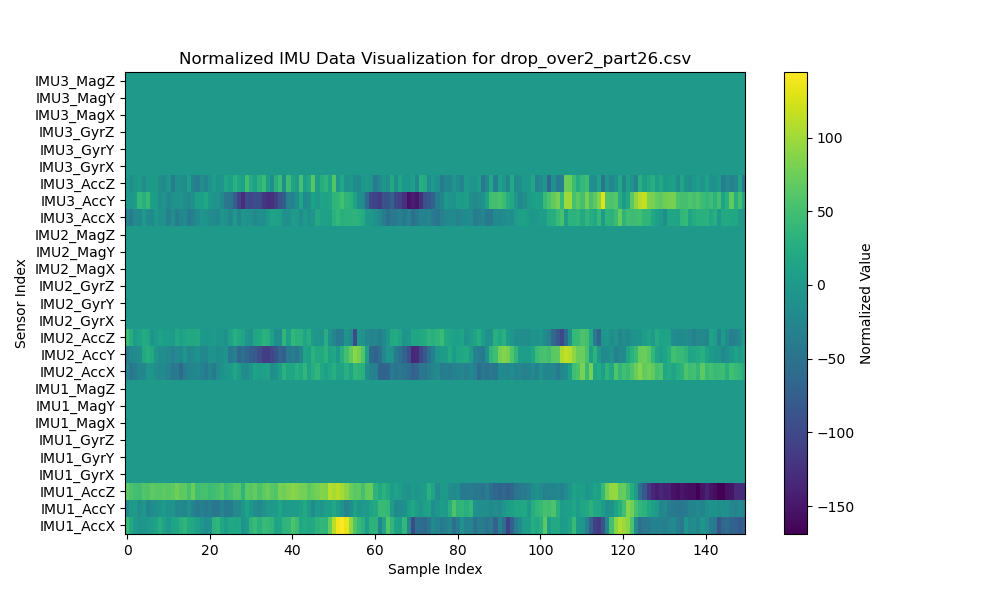 Normalized IMU Data Visualization for drop_over2_part26.csv
Sensor Index
IMU3_MagZ
IMU3_MagY
IMU3_MagX
IMU3_GyrZ
IMU3_GyrY
IMU3_GyrX
IMU3_AccZ
IMU3_AccY
IMU3_AccX
IMU2_MagZ
IMU2_MagY
IMU2_MagX
IMU2_GyrZ
IMU2_GyrY
IMU2_GyrX
IMU2_AccZ
IMU2_AccY
IMU2_AccX
IMU1_MagZ
IMU1_MagY
IMU1_MagX
IMU1_GyrZ
IMU1_GyrY
IMU1_GyrX
IMU1_AccZ
IMU1_AccY
IMU1_AccX
0 20 40 60 80 100 120 140
Sample Index
100
50
0
−50
−100
−150
Normalized Value